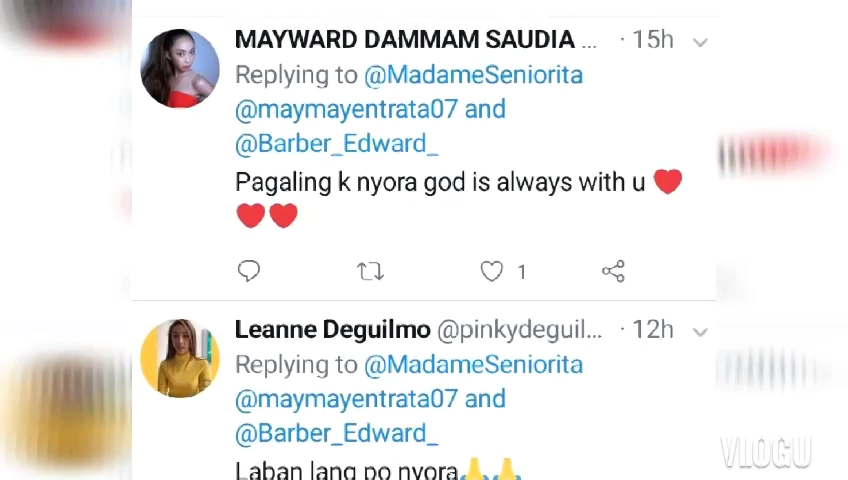 MAYWARD DAMMAM SAUDIA ... · 15h
Replying to @MadameSeniorita
@maymayentrata07 and
@Barber_Edward_
Pagaling k nyora god is always with u ❤️
❤️❤️
1
Leanne Deguilmo @pinkydeguil... · 12h
Replying to @MadameSeniorita
@maymayentrata07 and
@Barber_Edward_
Laban lang po nyora🙏🙏
VLOGU